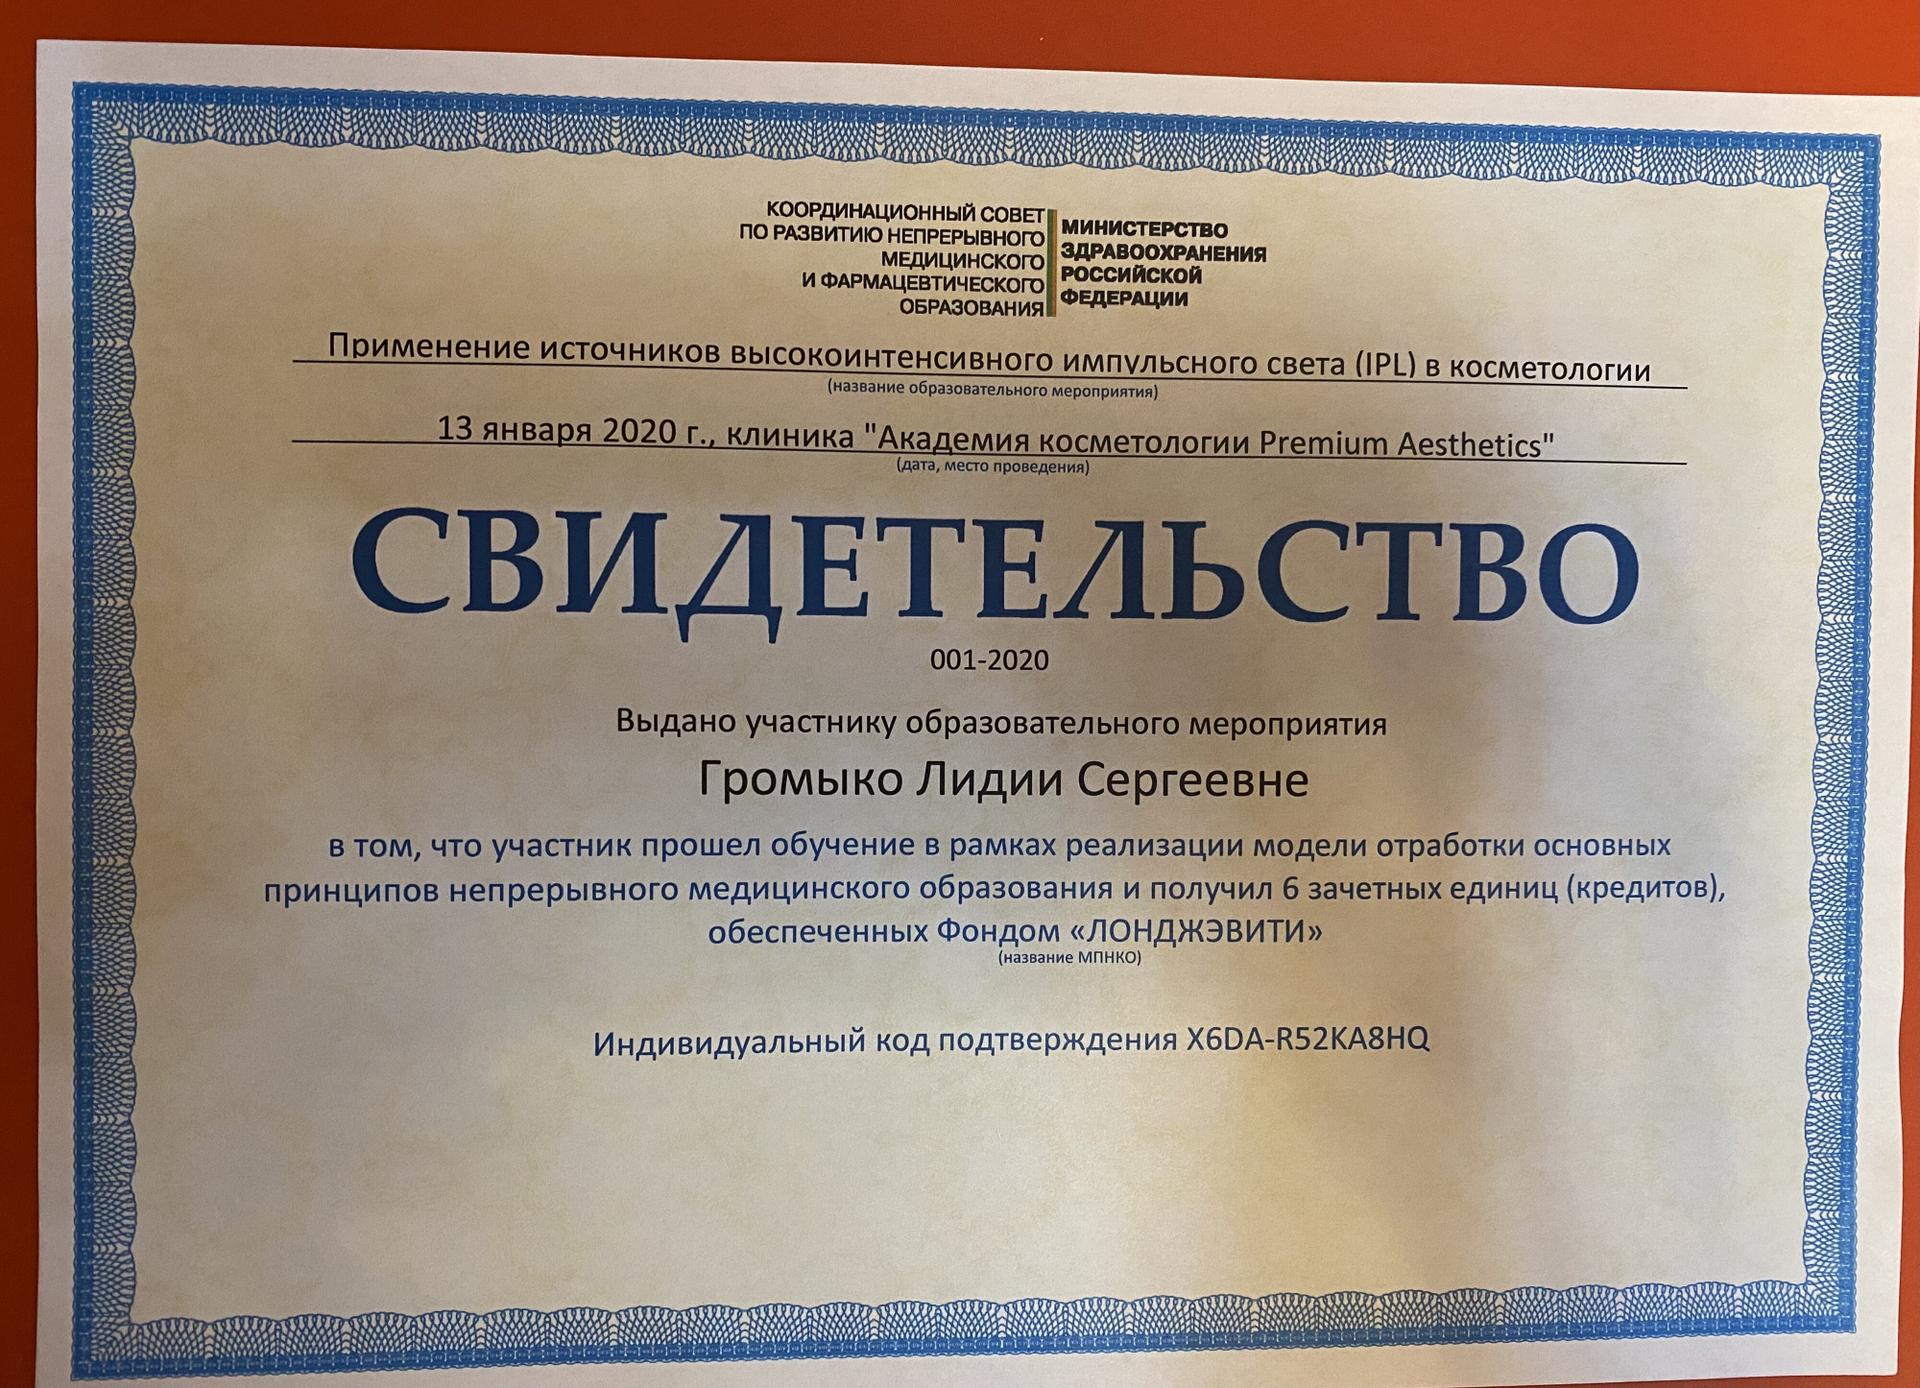 КООРДИНАЦИОННЫЙ СОВЕТ
ПО РАЗВИТИЮ НЕПРЕРЫВНОГО
МЕДИЦИНСКОГО
И ФАРМАЦЕВТИЧЕСКОГО
ОБРАЗОВАНИЯ
МИНИСТЕРСТВО
ЗДРАВООХРАНЕНИЯ
РОССИЙСКОЙ
ФЕДЕРАЦИИ
Применение источников высокоинтенсивного импульсного света (IPL) в косметологии
(название образовательного мероприятия)
13 января 2020 г., клиника "Академия косметологии Premium Aesthetics"
(дата, место проведения)
СВИДЕТЕЛЬСТВО
001-2020
Выдано участнику образовательного мероприятия
Громыко Лидии Сергеевне
в том, что участник прошел обучение в рамках реализации модели отработки основных
принципов непрерывного медицинского образования и получил 6 зачетных единиц (кредитов),
обеспеченных Фондом «ЛОНДЖЭВИТИ»
(название МПНКО)
Индивидуальный код подтверждения X6DA-R52KA8HQ